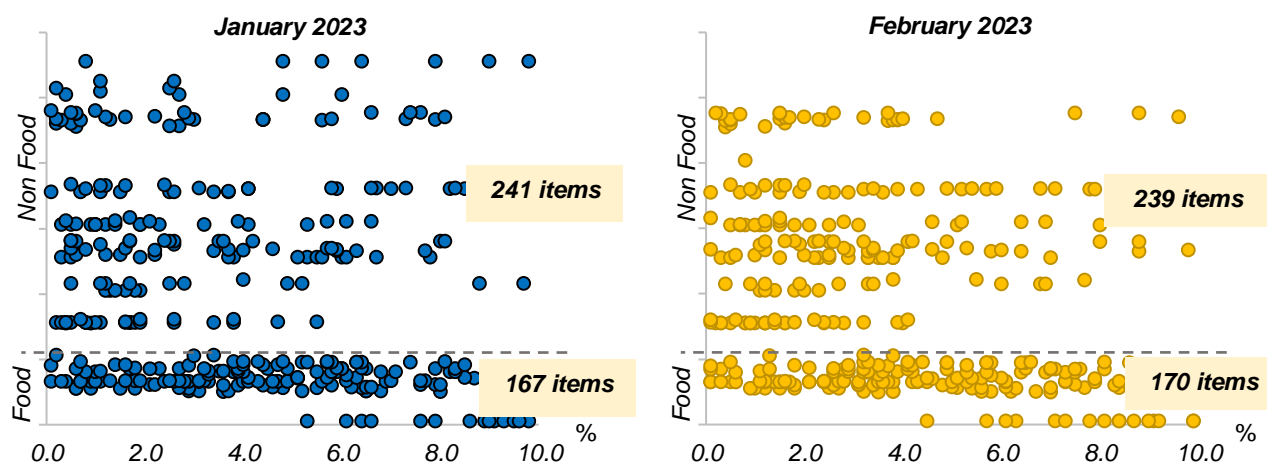 January 2023
Non Food
241 items
Food
167 items
%
0.0 2.0 4.0 6.0 8.0 10.0
February 2023
Non Food
239 items
Food
170 items
%
0.0 2.0 4.0 6.0 8.0 10.0